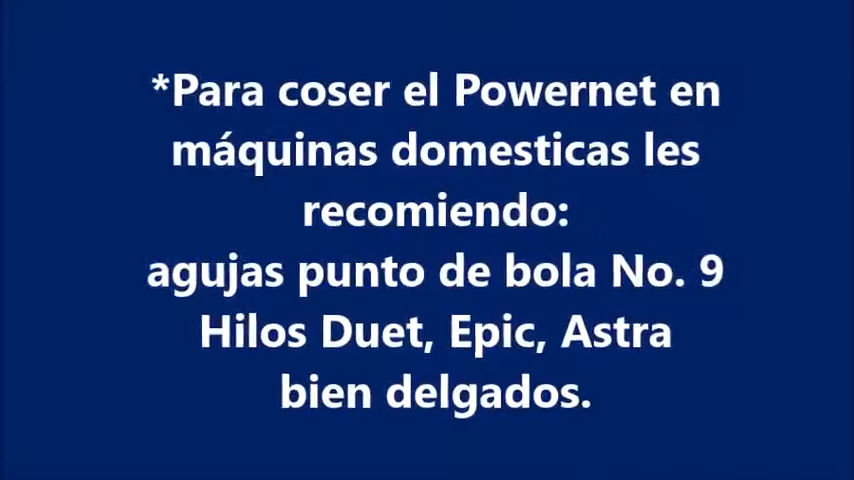 *Para coser el Powernet en
máquinas domesticas les
recomiendo:
agujas punto de bola No. 9
Hilos Duet, Epic, Astra
bien delgados.